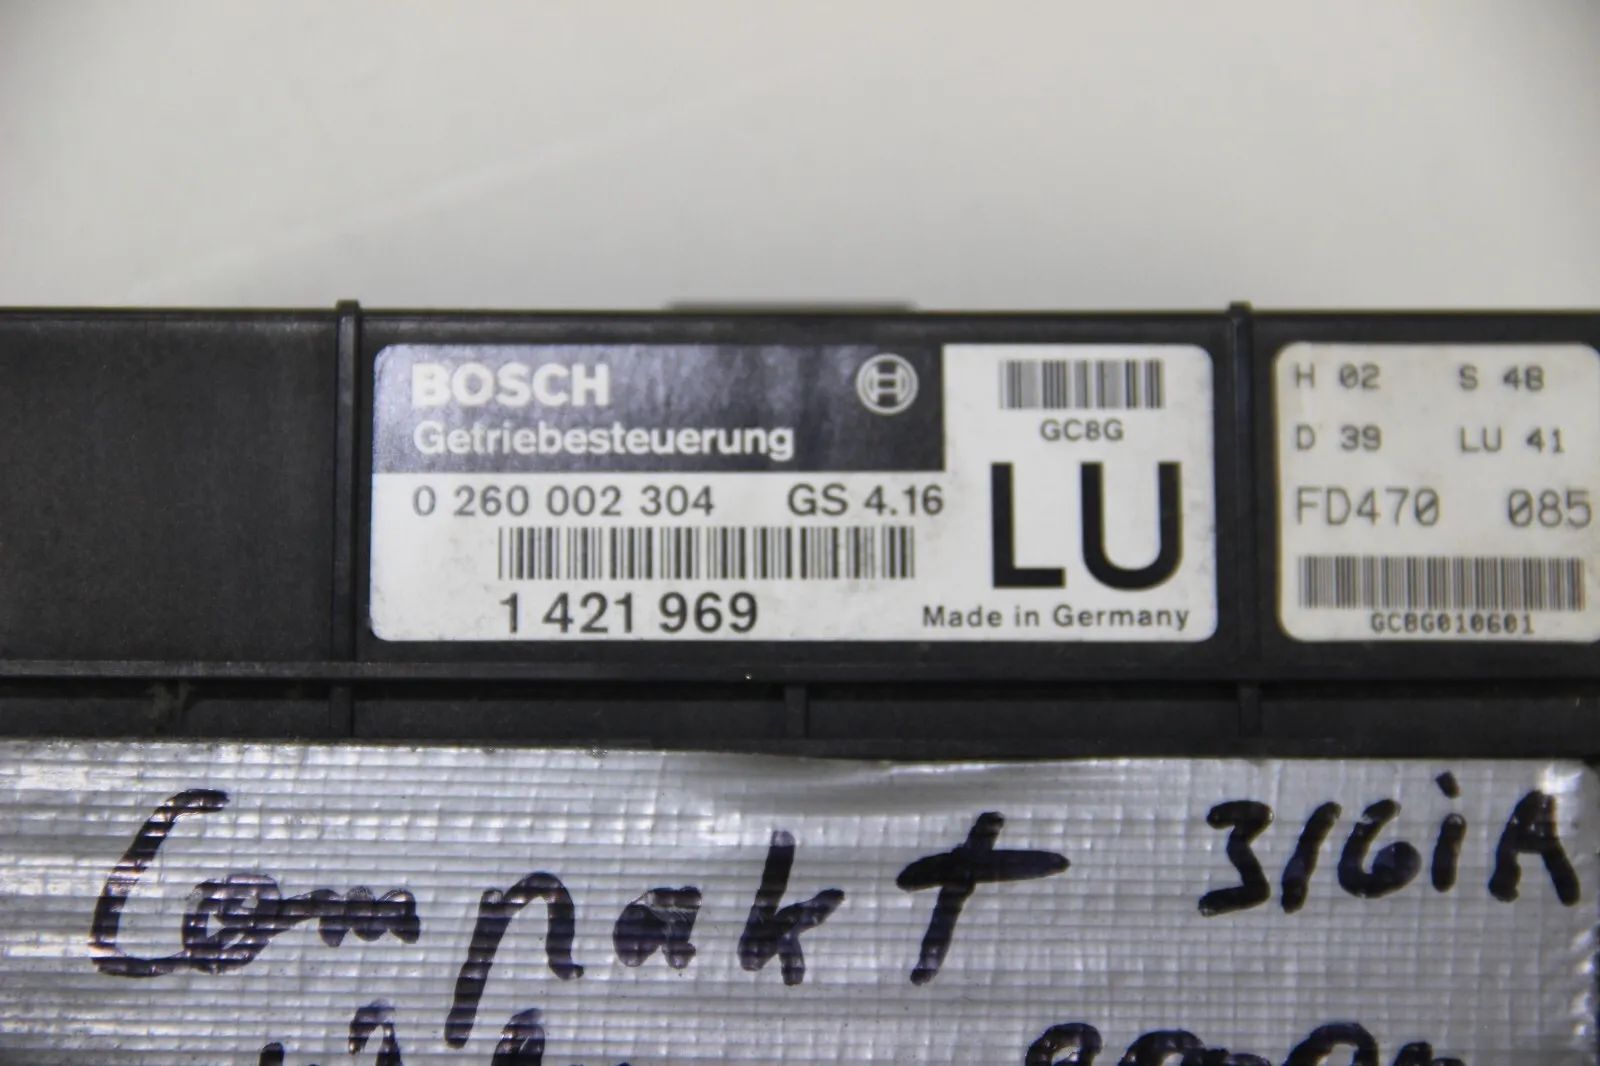 BOSCH
Getriebesteuerung
0 260 002 304 GS 4.16
1 421 969
GC8G
LU
Made in Germany
H 02 S 48
D 39 LU 41
FD470 085
GC8G010601
Compakt 316iA